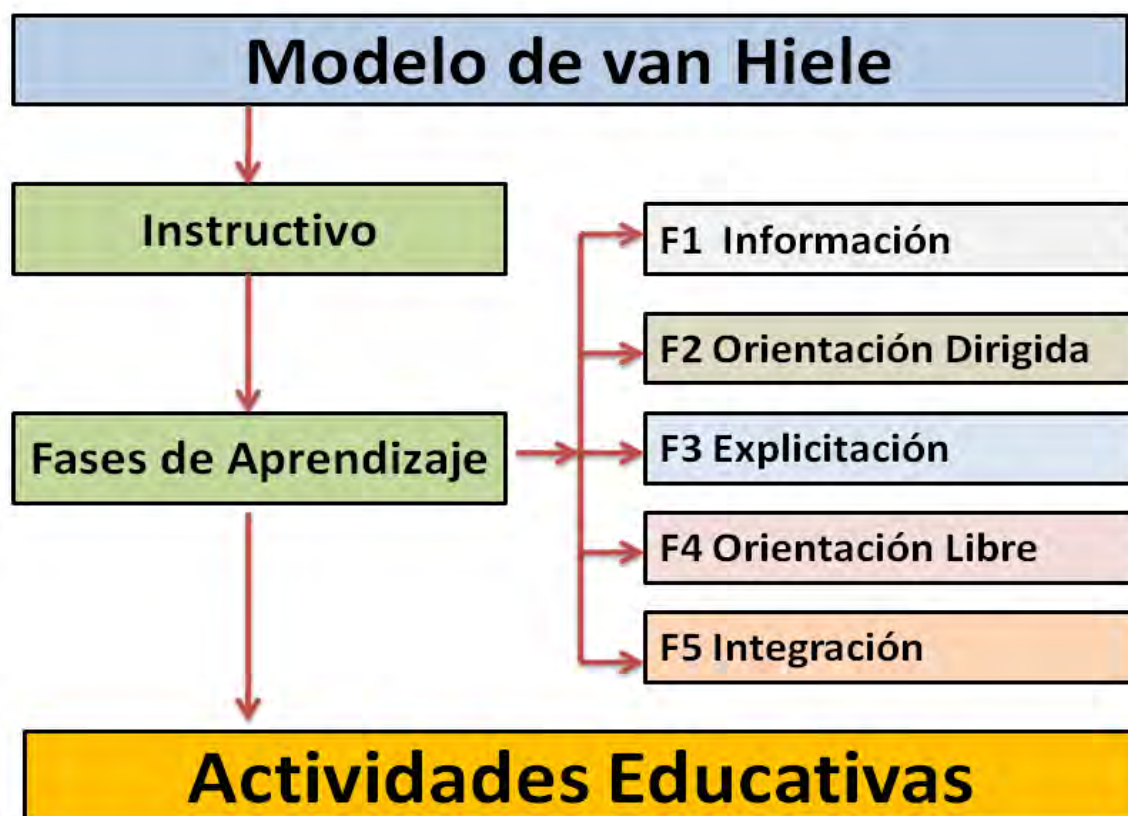 Modelo de van Hiele
Instructivo
Fases de Aprendizaje
F1 Información
F2 Orientación Dirigida
F3 Explicitación
F4 Orientación Libre
F5 Integración
Actividades Educativas